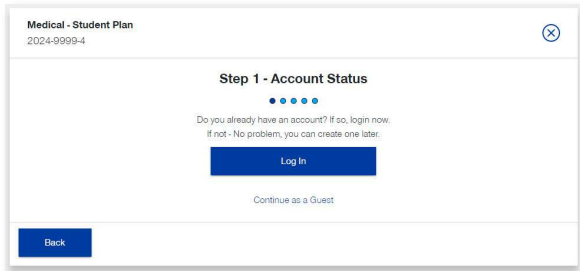 Medical - Student Plan
2024-9999-4
Step 1 - Account Status
Do you already have an account? If so, login now.
If not - No problem, you can create one later.
Log In
Continue as a Guest
Back